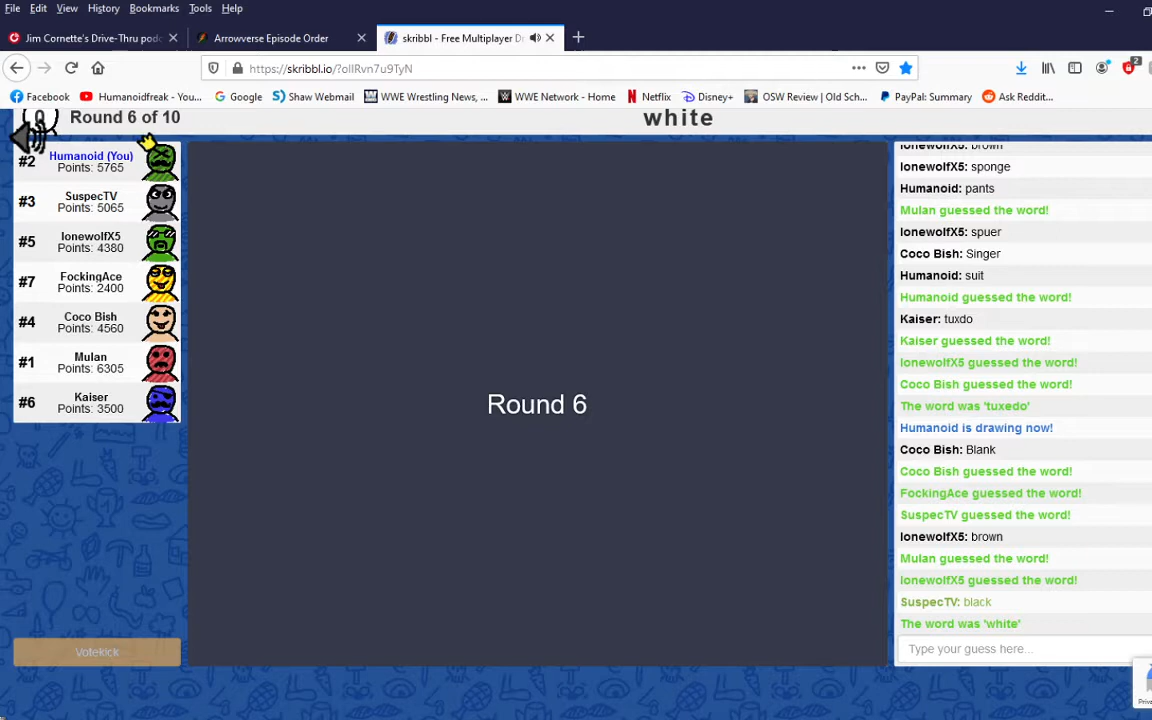 File Edit View History Bookmarks Tools Help
Jim Cornette's Drive-Thru pod
Arrowverse Episode Order
skribbl - Free Multiplayer D
https://skribbl.io/?olIRvn7u9TyN
Facebook
Humanoidfreak - You...
Google
Shaw Webmail
WWE Wrestling News, ...
WWE Network - Home
Netflix
Disney+
OSW Review | Old Sch...
PayPal: Summary
Ask Reddit...
2
0
Round 6 of 10
white
#2 Humanoid (You)
Points: 5765
#3 SuspecTV
Points: 5065
#5 lonewolfX5
Points: 4380
#7 FockingAce
Points: 2400
#4 Coco Bish
Points: 4560
#1 Mulan
Points: 6305
#6 Kaiser
Points: 3500
Votekick
Round 6
lonewolfX5: brown
lonewolfX5: sponge
Humanoid: pants
Mulan guessed the word!
lonewolfX5: spuer
Coco Bish: Singer
Humanoid: suit
Humanoid guessed the word!
Kaiser: tuxdo
Kaiser guessed the word!
lonewolfX5 guessed the word!
Coco Bish guessed the word!
The word was 'tuxedo'
Humanoid is drawing now!
Coco Bish: Blank
Coco Bish guessed the word!
FockingAce guessed the word!
SuspecTV guessed the word!
lonewolfX5: brown
Mulan guessed the word!
lonewolfX5 guessed the word!
SuspecTV: black
The word was 'white'
Type your guess here...